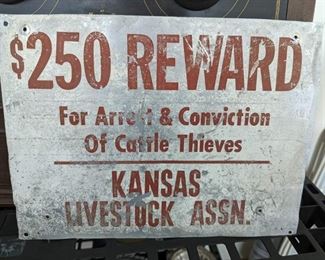 $250 REWARD
For Arrest & Conviction
Of Cattle Thieves
KANSAS
LIVESTOCK ASSN.